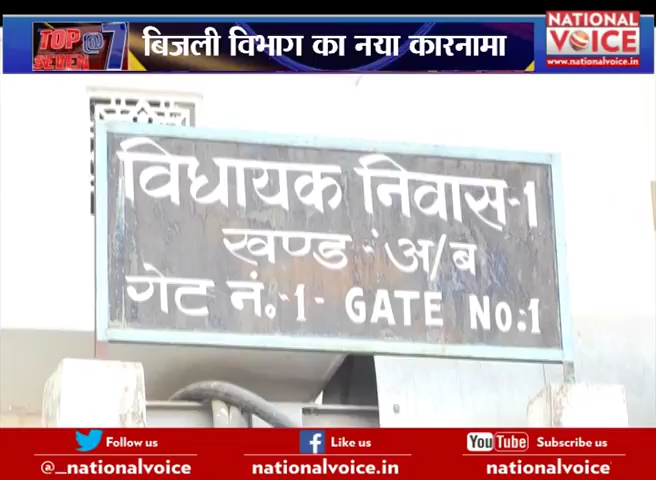 TOP@7
SEVEN
बिजली विभाग का नया कारनामा
NATIONAL
VOICE
www.nationalvoice.in
विधायक निवास-1
खण्ड : अ/ब
गेट नं.-1- GATE No:1
Follow us
@_nationalvoice
Like us
nationalvoice.in
YouTube Subscribe us
@nationalvoice